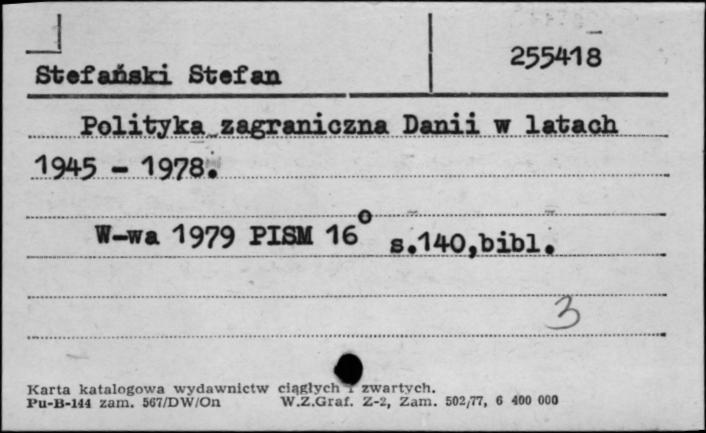 255418
Stefański Stefan
Polityka zagraniczna Danii w latach
1945 - 1978.
W-wa 1979 PISM 16° s.140,bibl.
3
Karta katalogowa wydawnictw ciągłych i zwartych.
Pu-B-144 zam. 567/DW/On W.Z.Graf. Z-2, Zam. 502/77, 6 400 000